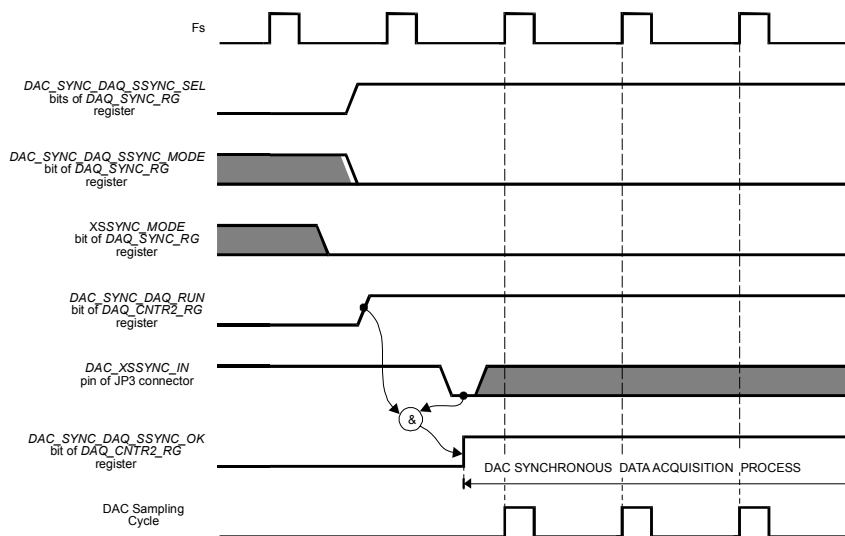 Fs
DAC_SYNC_DAQ_SSYNC_SEL
bits of DAQ_SYNC_RG
register
DAC_SYNC_DAQ_SSYNC_MODE
bit of DAQ_SYNC_RG
register
XSSYNC_MODE
bit of DAQ_SYNC_RG
register
DAC_SYNC_DAQ_RUN
bit of DAQ_CNTR2_RG
register
DAC_XSSYNC_IN
pin of JP3 connector
&
DAC_SYNC_DAQ_SSYNC_OK
bit of DAQ_CNTR2_RG
register
DAC SYNCHRONOUS DATA ACQUISITION PROCESS
DAC Sampling
Cycle